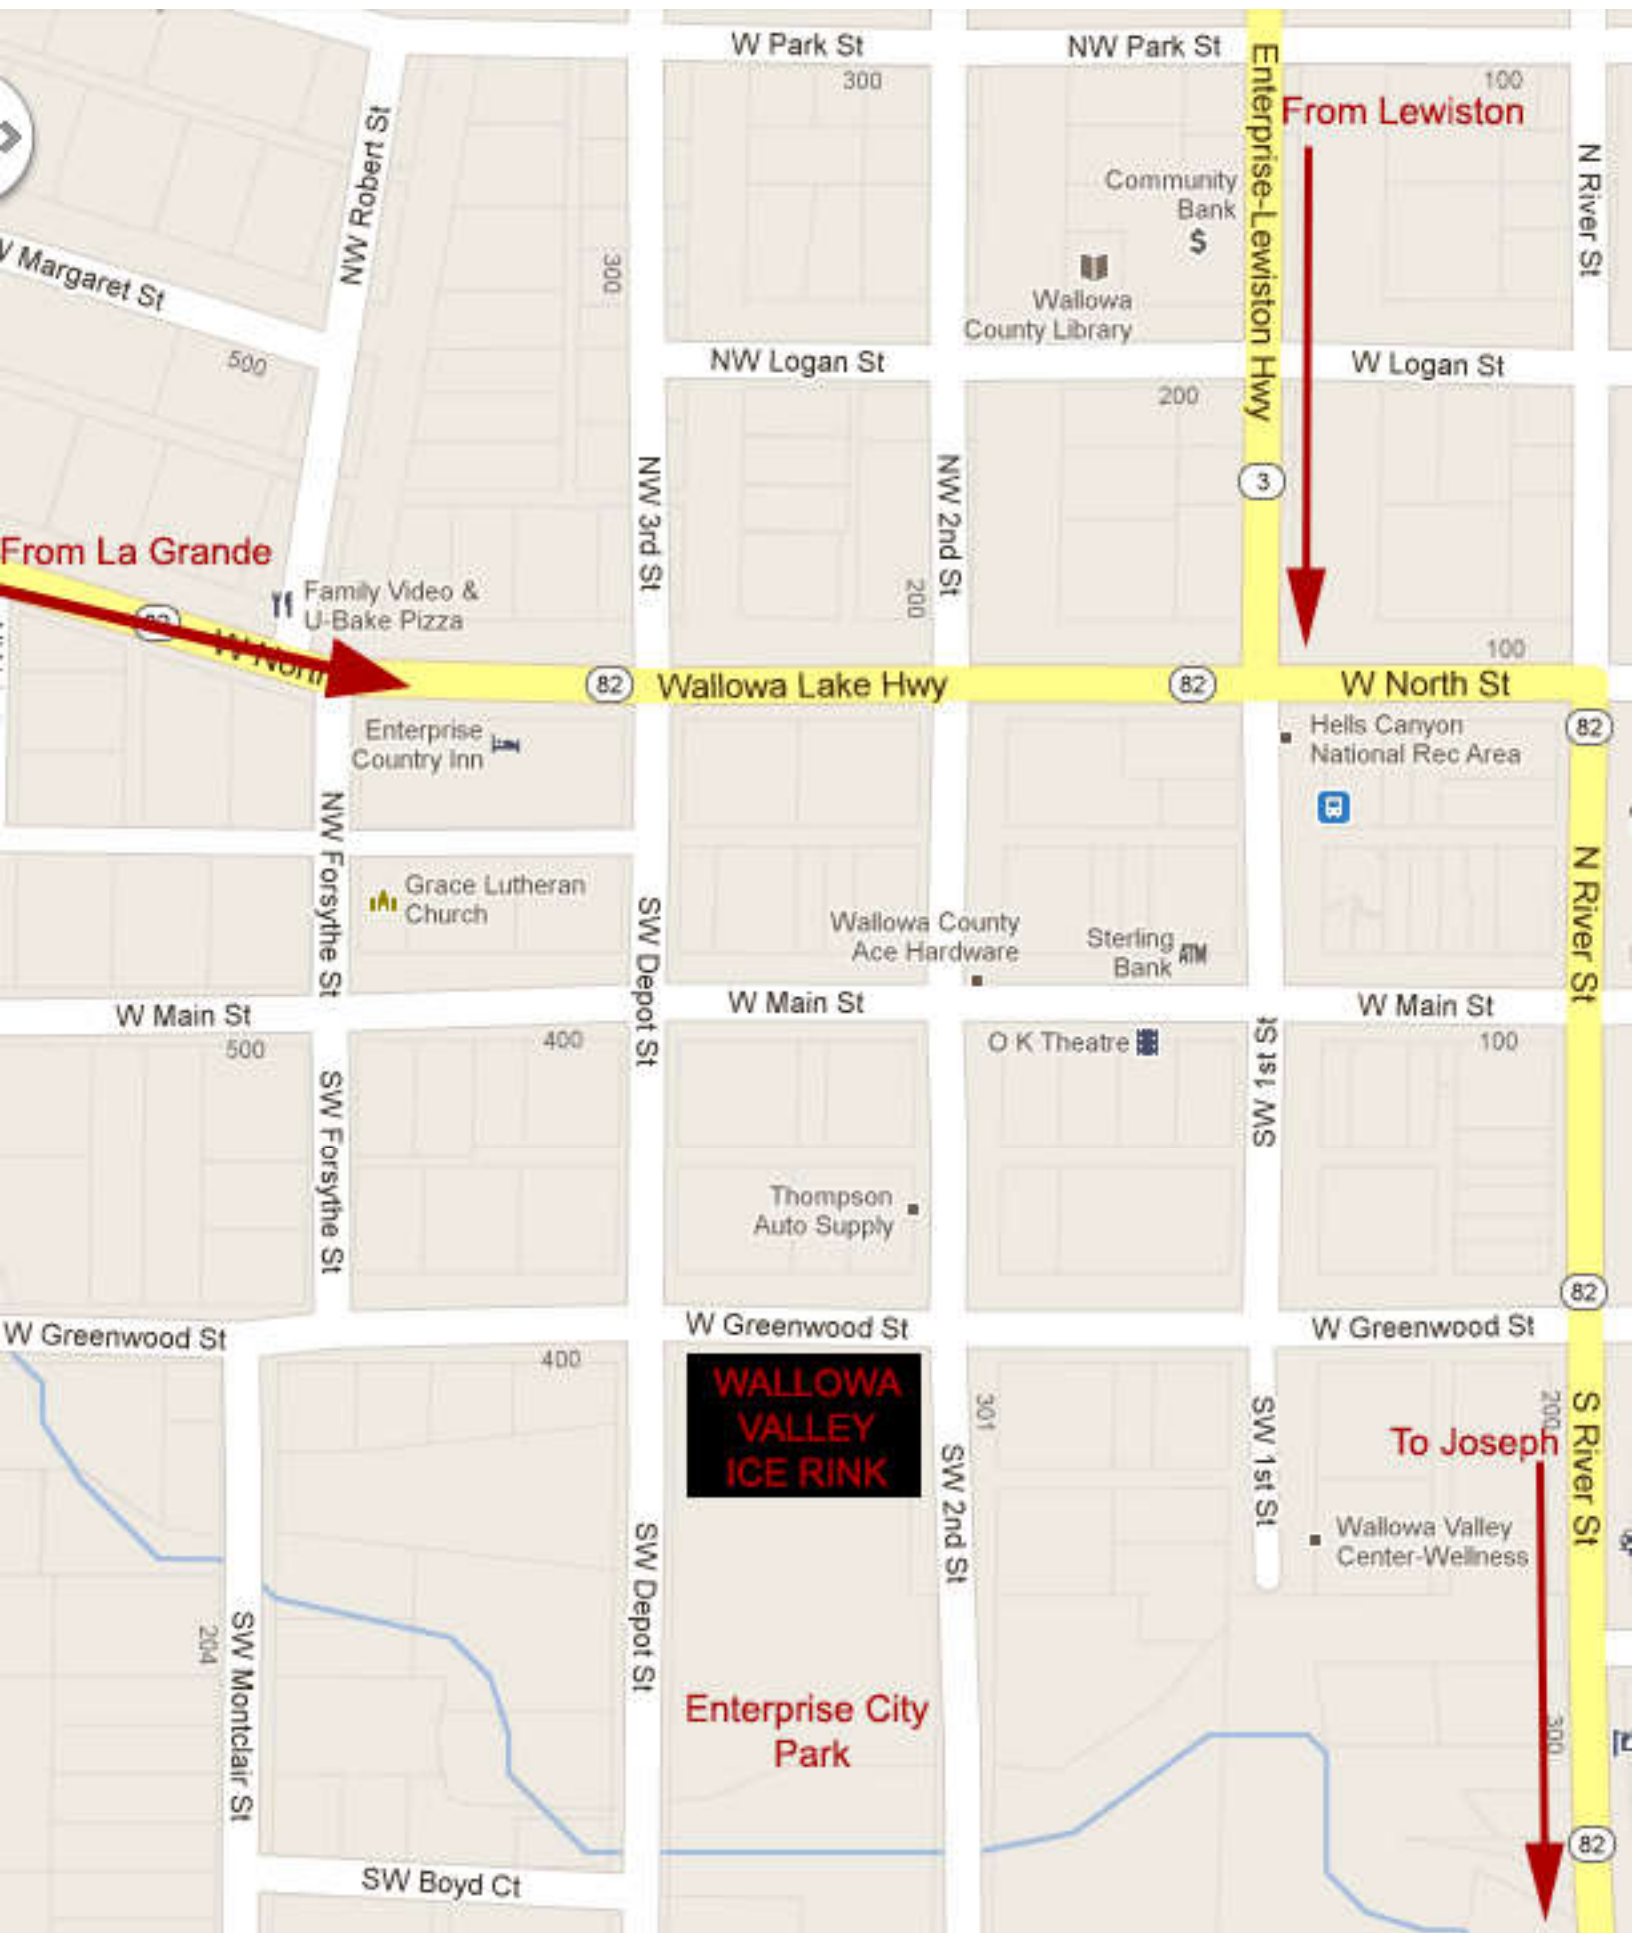 W Park St
NW Park St
300
100
From Lewiston
Enterprise-Lewiston Hwy
N River St
NW Robert St
Community
Bank
$
Wallowa
County Library
Margaret St
300
500
NW Logan St
W Logan St
200
3
NW 3rd St
NW 2nd St
200
From La Grande
Family Video &
U-Bake Pizza
82
W North
100
82
Wallowa Lake Hwy
82
W North St
82
Enterprise
Country Inn
Hells Canyon
National Rec Area
NW Forsythe St
Grace Lutheran
Church
SW Depot St
Wallowa County
Ace Hardware
Sterling
Bank
ATM
N River St
W Main St
W Main St
W Main St
500
400
O K Theatre
100
SW 1st St
SW Forsythe St
Thompson
Auto Supply
82
W Greenwood St
W Greenwood St
W Greenwood St
400
WALLOWA
VALLEY
ICE RINK
301
200
S River St
To Joseph
SW 2nd St
SW 1st St
Wallowa Valley
Center-Wellness
SW Depot St
204
SW Montclair St
Enterprise City
Park
300
82
SW Boyd Ct